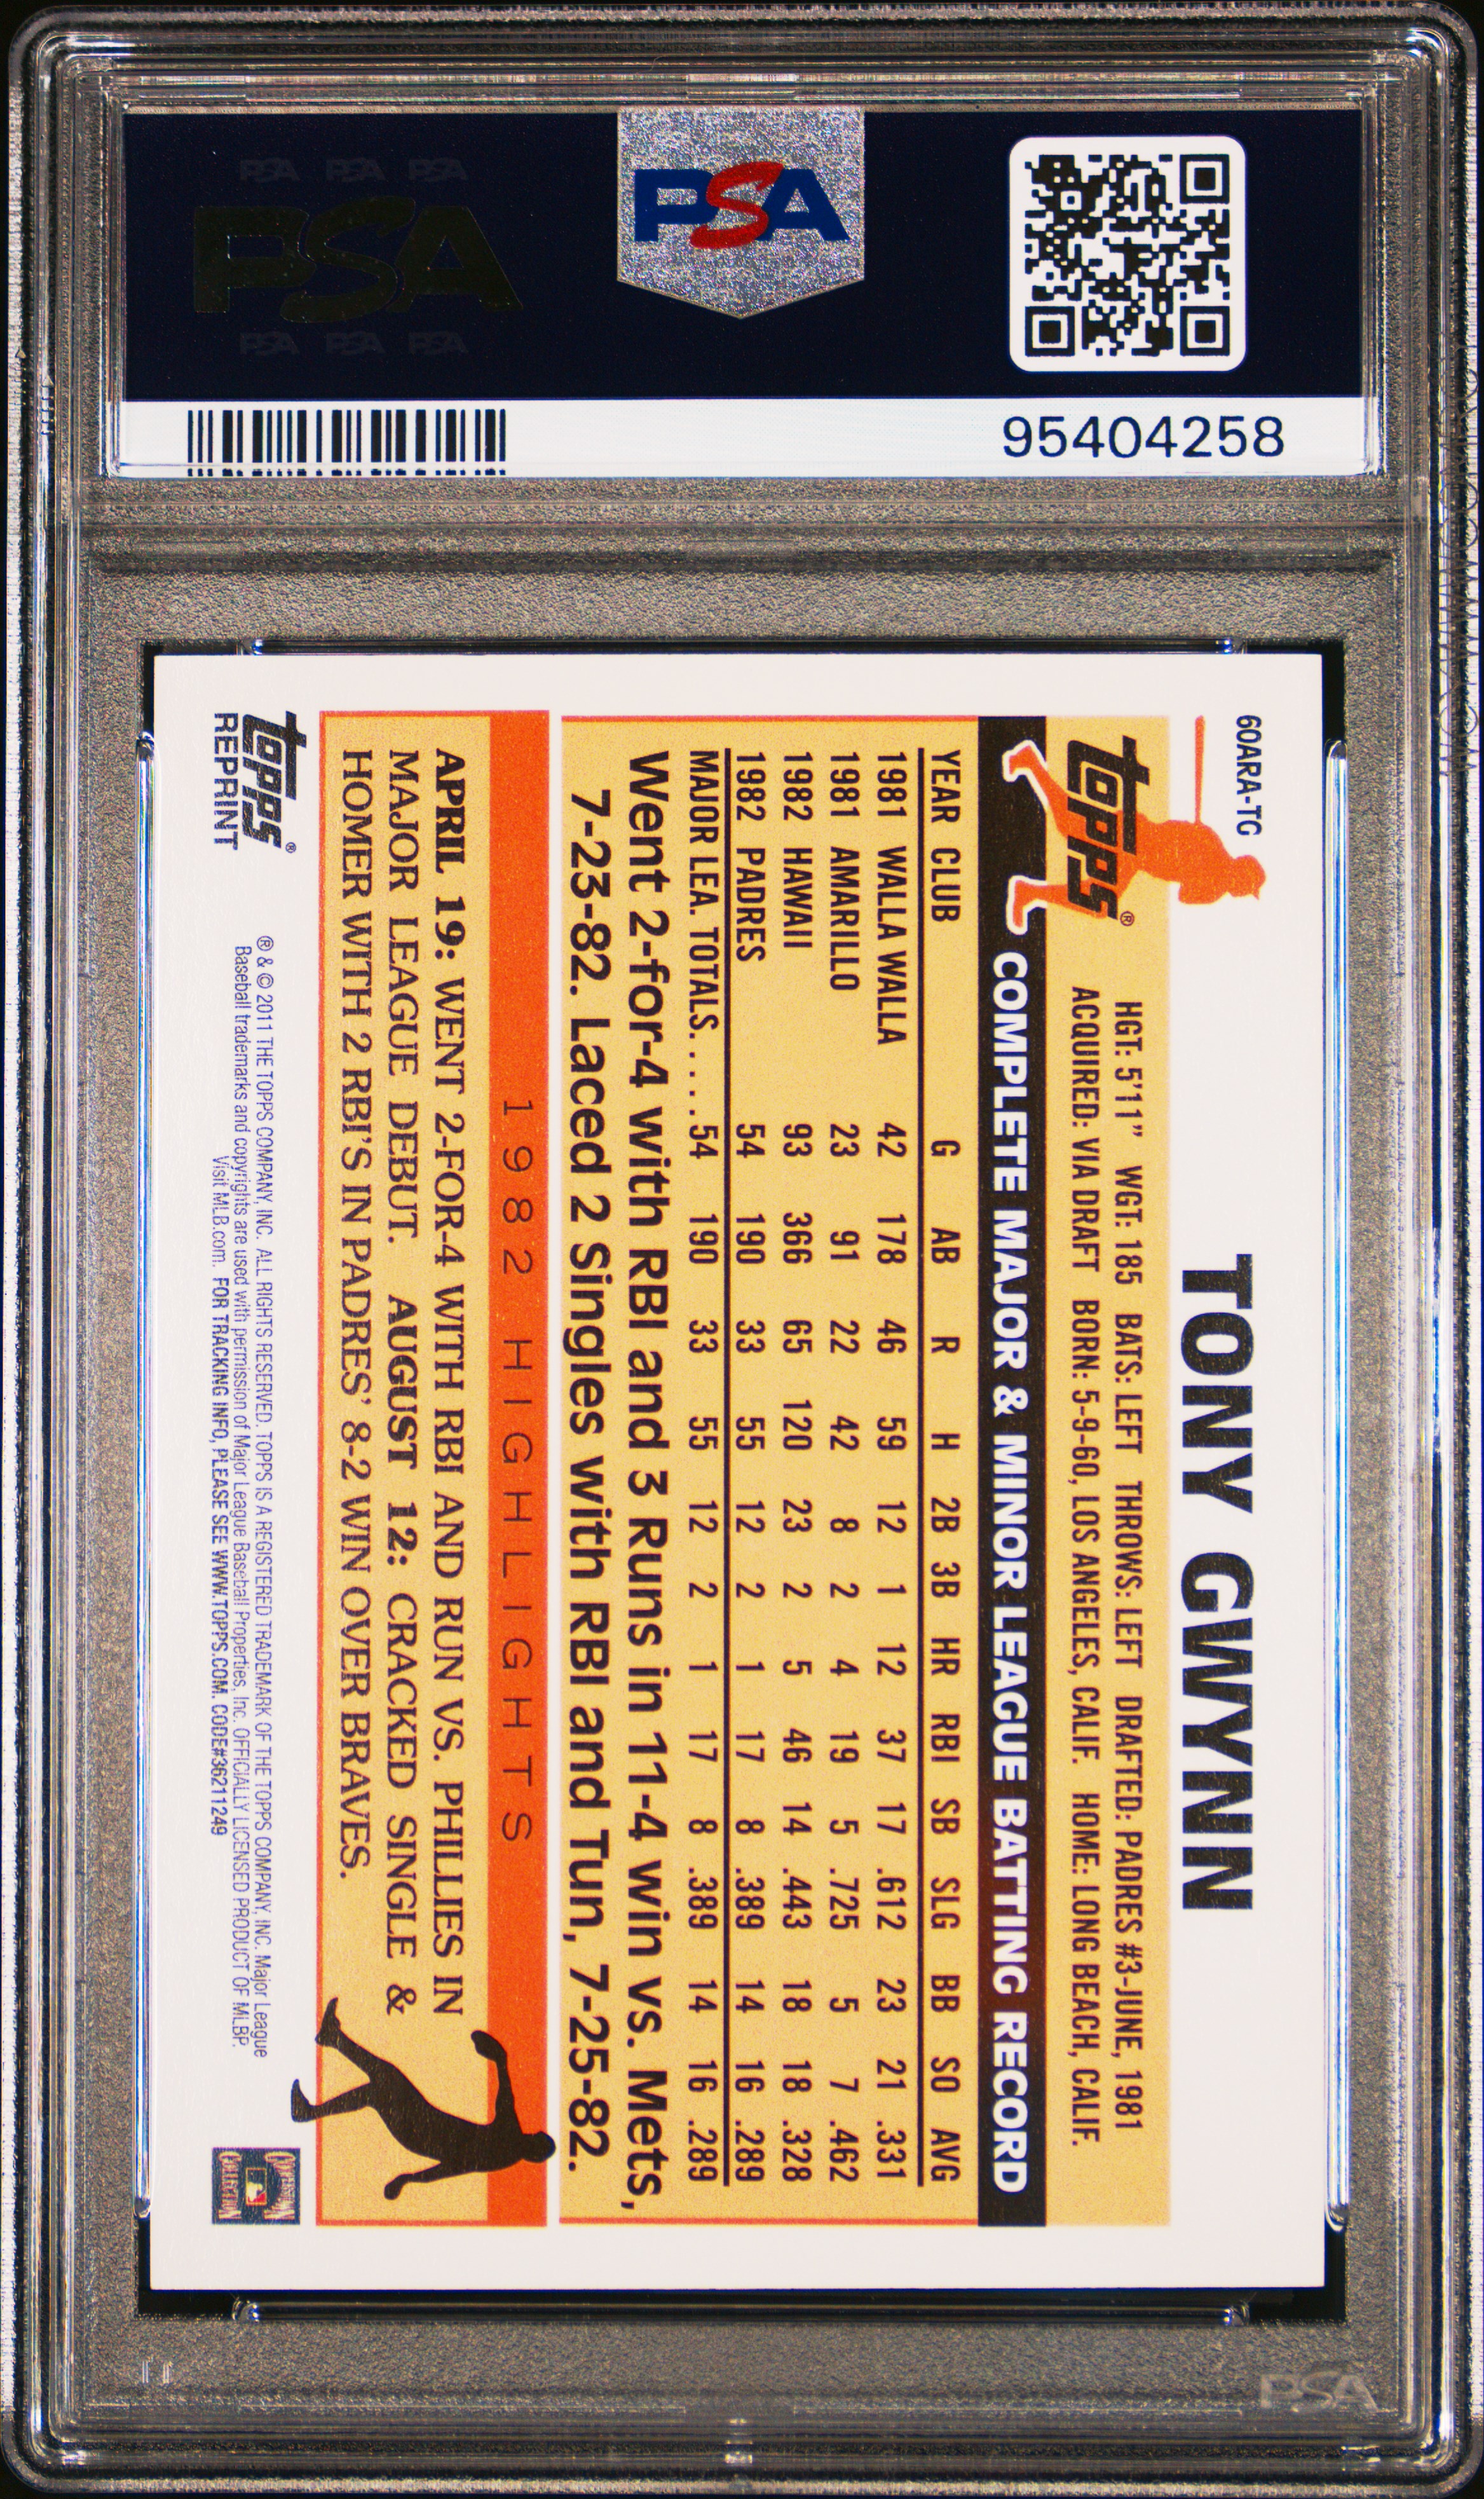 PSA PSA PSA
PSA
PSA PSA PSA
PSA
95404258
60ARA-TG
TONY GWYNN
topps®
HGT: 5'11" WGT: 185 BATS: LEFT THROWS: LEFT DRAFTED: PADRES #3-JUNE, 1981
ACQUIRED: VIA DRAFT BORN: 5-9-60, LOS ANGELES, CALIF. HOME: LONG BEACH, CALIF.
COMPLETE MAJOR & MINOR LEAGUE BATTING RECORD
YEAR CLUB G AB R H 2B 3B HR RBI SB SLG BB SO AVG
1981 WALLA WALLA 42 178 46 59 12 1 12 37 17 .612 23 21 .331
1981 AMARILLO 23 91 22 42 8 2 4 19 5 .725 5 7 .462
1982 HAWAII 93 366 65 120 23 2 5 46 14 .443 18 18 .328
1982 PADRES 54 190 33 55 12 2 1 17 8 .389 14 16 .289
MAJOR LEA. TOTALS.....54 190 33 55 12 2 1 17 8 .389 14 16 .289
Went 2-for-4 with RBI and 3 Runs in 11-4 win vs. Mets,
7-23-82. Laced 2 Singles with RBI and Tun, 7-25-82.
1982 HIGHLIGHTS
APRIL 19: WENT 2-FOR-4 WITH RBI AND RUN VS. PHILLIES IN
MAJOR LEAGUE DEBUT. AUGUST 12: CRACKED SINGLE &
HOMER WITH 2 RBI'S IN PADRES' 8-2 WIN OVER BRAVES.
topps®
REPRINT
® & © 2011 THE TOPPS COMPANY, INC. ALL RIGHTS RESERVED. TOPPS IS A REGISTERED TRADEMARK OF THE TOPPS COMPANY, INC. Major League
Baseball trademarks and copyrights are used with permission of Major League Baseball Properties, Inc. OFFICIALLY LICENSED PRODUCT OF MLBP.
Visit MLB.com. FOR TRACKING INFO, PLEASE SEE WWW.TOPPS.COM. CODE#36211249
COOPERSTOWN
COLLECTION
PSA